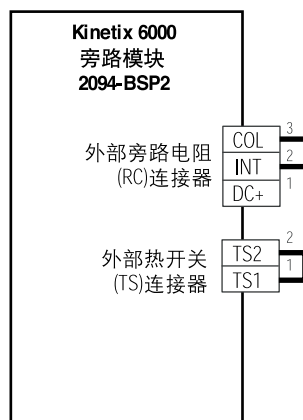 Kinetix 6000
旁路模块
2094-BSP2
外部旁路电阻
(RC)连接器
COL 3
INT 2
DC+ 1
外部热开关
(TS)连接器
TS2 2
TS1 1